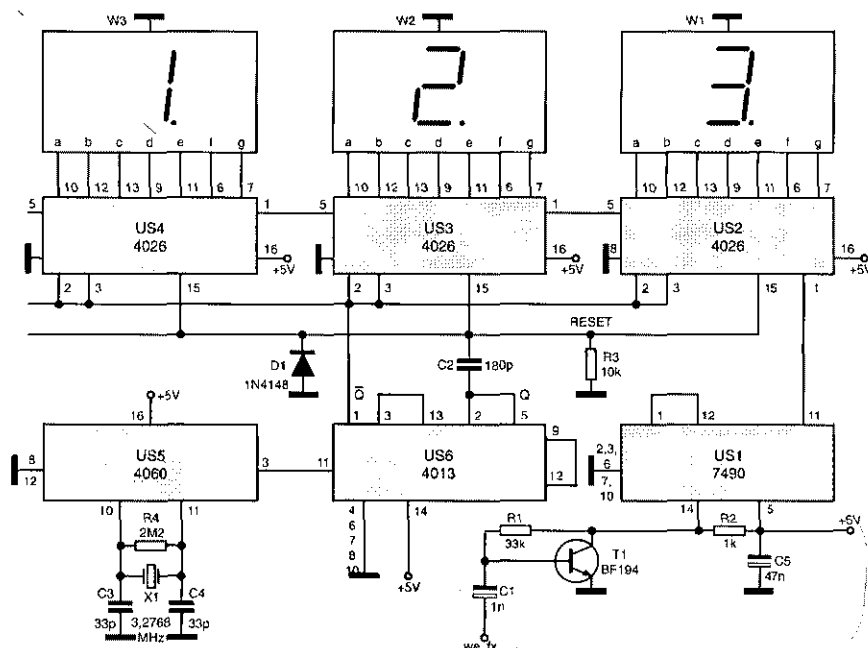 W3 W2 W1
1. 2. 3.
a b c d e f g a b c d e f g a b c d e f g
10 12 13 9 11 6 7 10 12 13 9 11 6 7 10 12 13 9 11 6 7
5 US4 4026 1 5 US3 4026 1 5 US2 4026
16 +5V 16 +5V 8 16 +5V
2 3 15 2 3 15 2 3 15 1
RESET
D1 1N4148
C2 180p
R3 10k
+5V
Q Q
16 1 3 13 2 5 1 12 11
8 12 US5 4060 3 11 US6 4013 9 12 2,3, 6 7, 10 US1 7490
10 11 4 6 7 8 10 14 14 5
R4 2M2
X1
C3 33p C4 33p
3,2768 MHz
+5V
R1 33k
R2 1k
+5V
T1 BF194
C1 1n
C5 47n
we fx